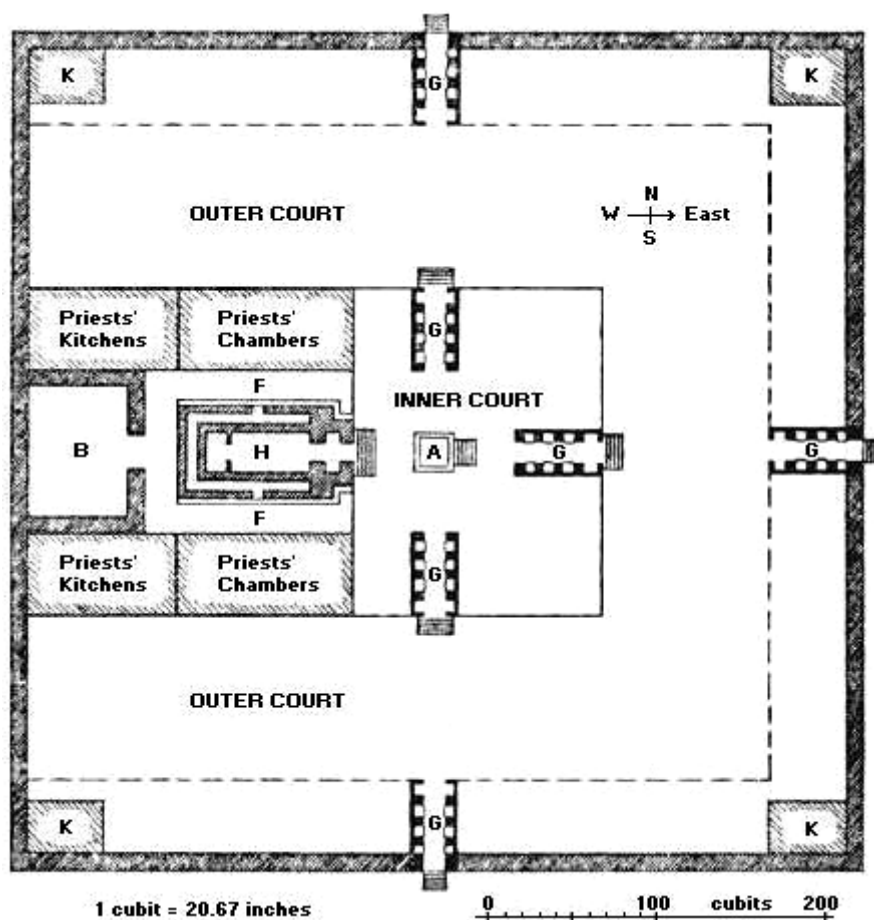 K
G
K
OUTER COURT
N
W East
S
Priests'
Kitchens
Priests'
Chambers
G
F
INNER COURT
B
H
A
G
G
F
Priests'
Kitchens
Priests'
Chambers
G
OUTER COURT
K
G
K
1 cubit = 20.67 inches
0 100 cubits 200